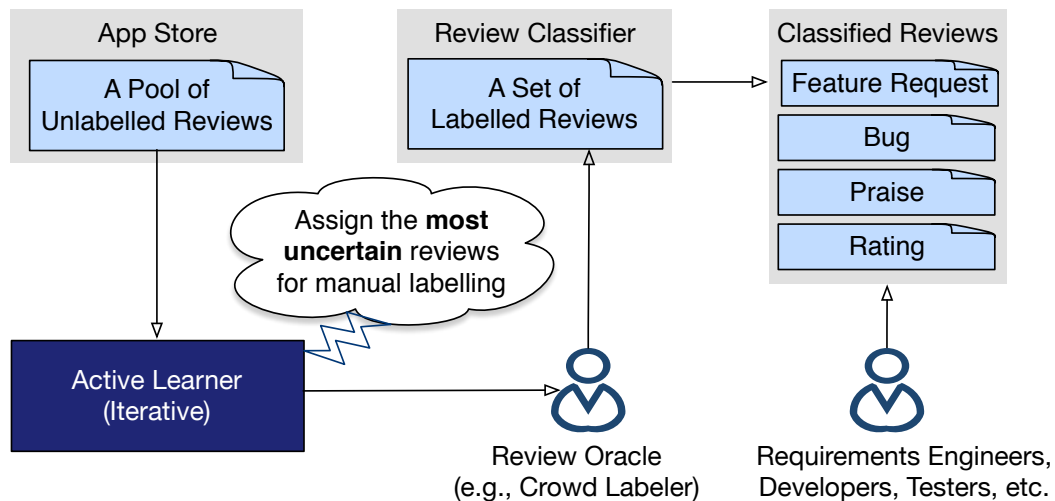 App Store
A Pool of
Unlabelled Reviews
Review Classifier
A Set of
Labelled Reviews
Classified Reviews
Feature Request
Bug
Praise
Rating
Assign the most
uncertain reviews
for manual labelling
Active Learner
(Iterative)
Review Oracle
(e.g., Crowd Labeler)
Requirements Engineers,
Developers, Testers, etc.